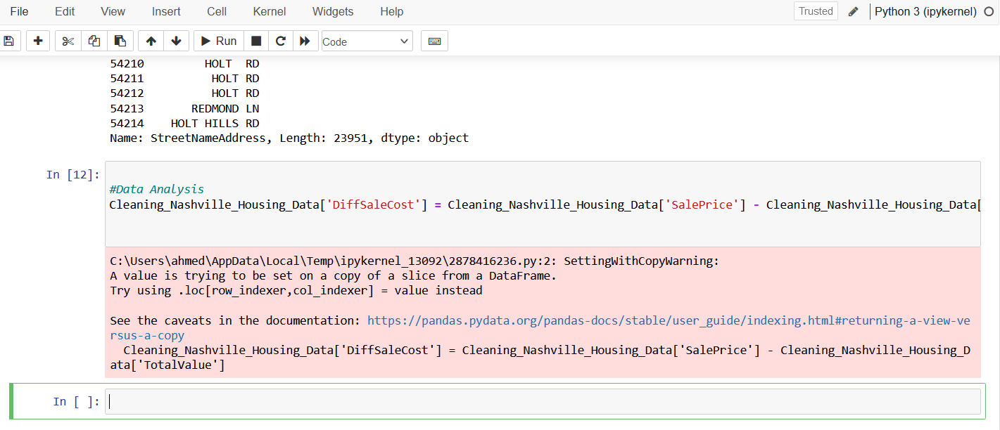 File Edit View Insert Cell Kernel Widgets Help Trusted Python 3 (ipykernel)
Run Code
54210 HOLT  RD
54211 HOLT RD
54212 HOLT RD
54213 REDMOND LN
54214 HOLT HILLS RD
Name: StreetNameAddress, Length: 23951, dtype: object
In [12]:
#Data Analysis
Cleaning_Nashville_Housing_Data['DiffSaleCost'] = Cleaning_Nashville_Housing_Data['SalePrice'] - Cleaning_Nashville_Housing_Data[
C:\Users\ahmed\AppData\Local\Temp\ipykernel_13092\2878416236.py:2: SettingWithCopyWarning:
A value is trying to be set on a copy of a slice from a DataFrame.
Try using .loc[row_indexer,col_indexer] = value instead
See the caveats in the documentation: https://pandas.pydata.org/pandas-docs/stable/user_guide/indexing.html#returning-a-view-ve
rsus-a-copy
Cleaning_Nashville_Housing_Data['DiffSaleCost'] = Cleaning_Nashville_Housing_Data['SalePrice'] - Cleaning_Nashville_Housing_D
ata['TotalValue']
In [ ]: